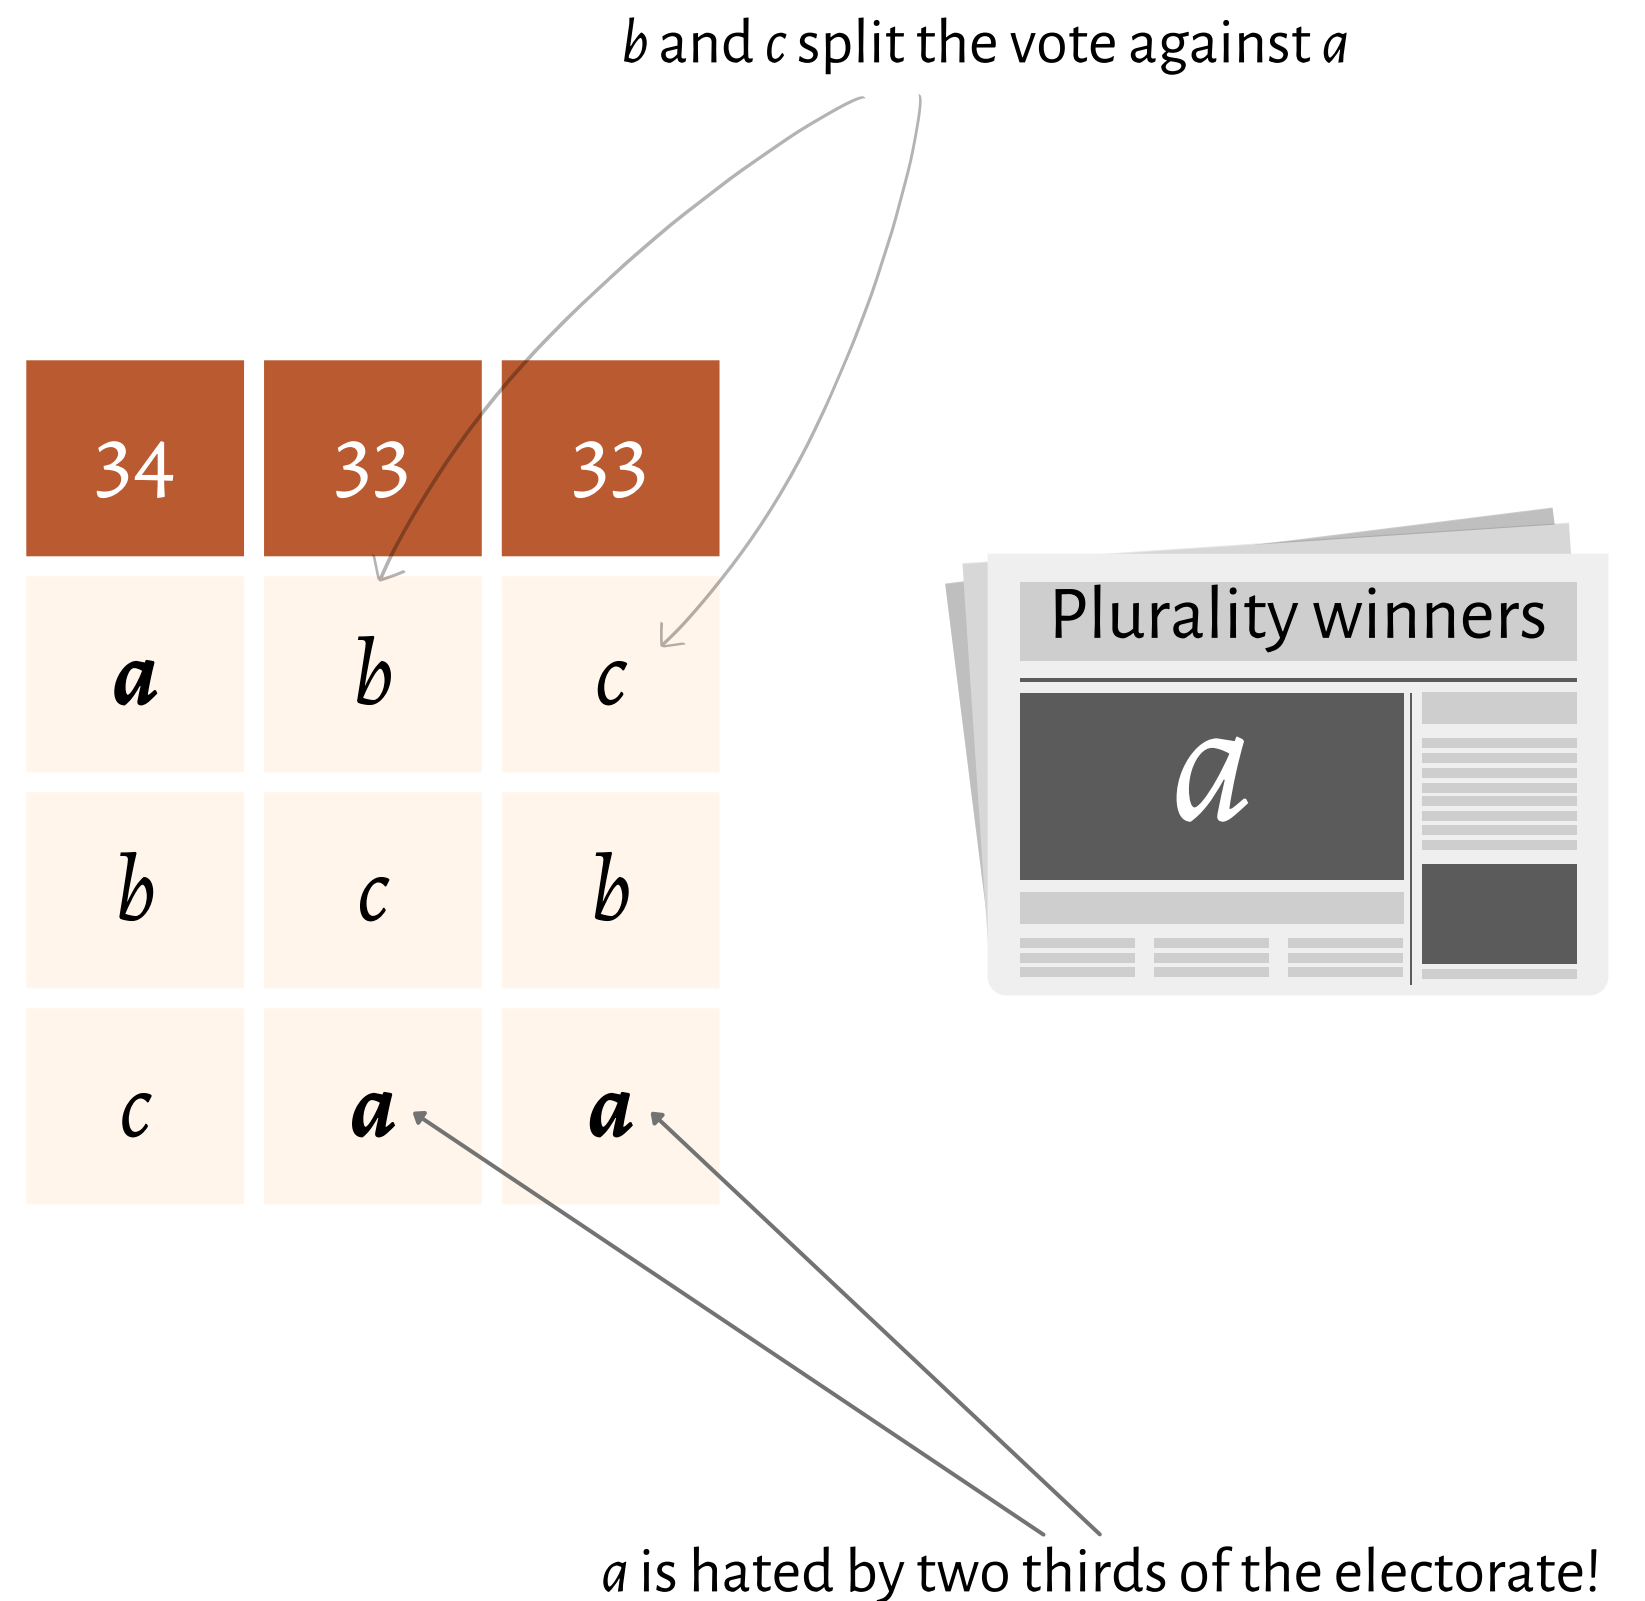 b and c split the vote against a
34 33 33
a b c
b c b
c a a
Plurality winners
a
a is hated by two thirds of the electorate!